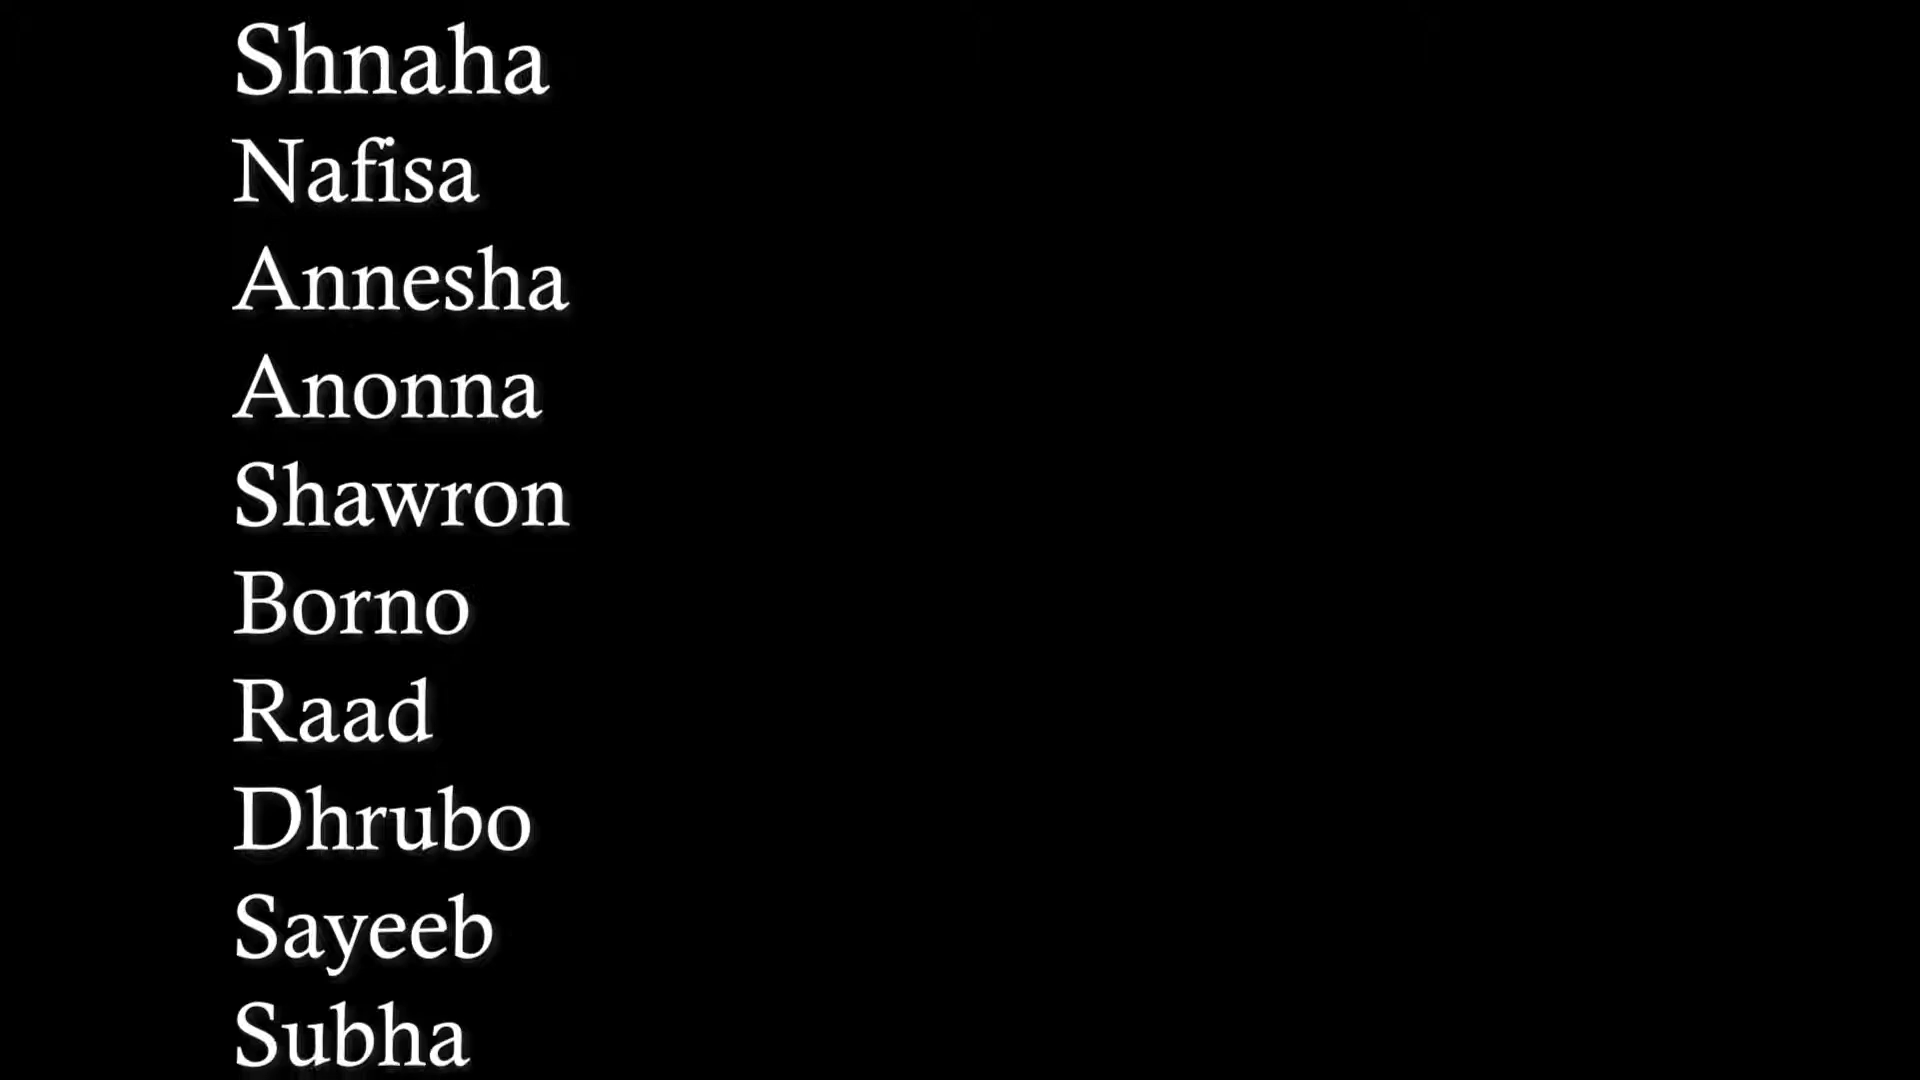 Shnaha
Nafisa
Annesha
Anonna
Shawron
Borno
Raad
Dhrubo
Sayeeb
Subha